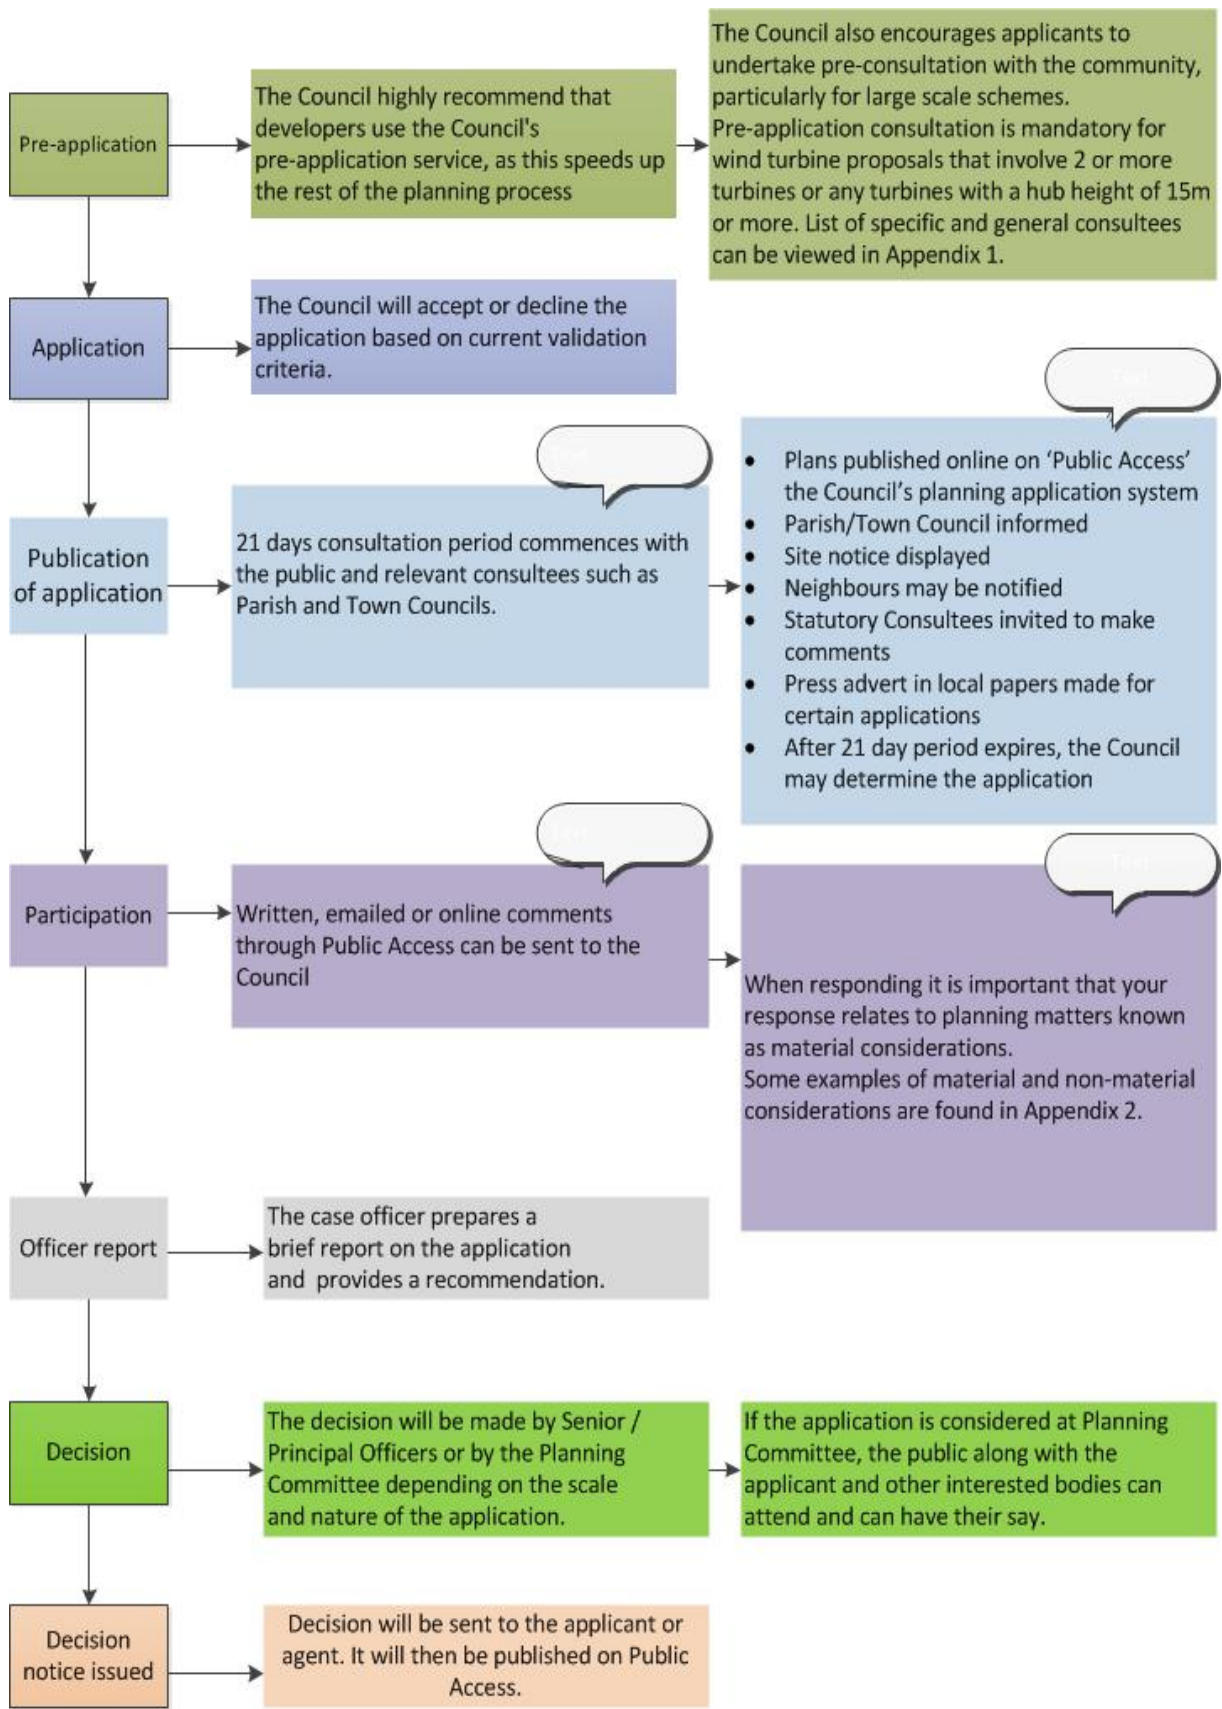 Pre-application
The Council highly recommend that
developers use the Council's
pre-application service, as this speeds up
the rest of the planning process
The Council also encourages applicants to
undertake pre-consultation with the community,
particularly for large scale schemes.
Pre-application consultation is mandatory for
wind turbine proposals that involve 2 or more
turbines or any turbines with a hub height of 15m
or more. List of specific and general consultees
can be viewed in Appendix 1.
Application
The Council will accept or decline the
application based on current validation
criteria.
Publication
of application
21 days consultation period commences with
the public and relevant consultees such as
Parish and Town Councils.
• Plans published online on ‘Public Access’
the Council’s planning application system
• Parish/Town Council informed
• Site notice displayed
• Neighbours may be notified
• Statutory Consultees invited to make
comments
• Press advert in local papers made for
certain applications
• After 21 day period expires, the Council
may determine the application
Participation
Written, emailed or online comments
through Public Access can be sent to the
Council
When responding it is important that your
response relates to planning matters known
as material considerations.
Some examples of material and non-material
considerations are found in Appendix 2.
Officer report
The case officer prepares a
brief report on the application
and  provides a recommendation.
Decision
The decision will be made by Senior /
Principal Officers or by the Planning
Committee depending on the scale
and nature of the application.
If the application is considered at Planning
Committee, the public along with the
applicant and other interested bodies can
attend and can have their say.
Decision
notice issued
Decision will be sent to the applicant or
agent. It will then be published on Public
Access.